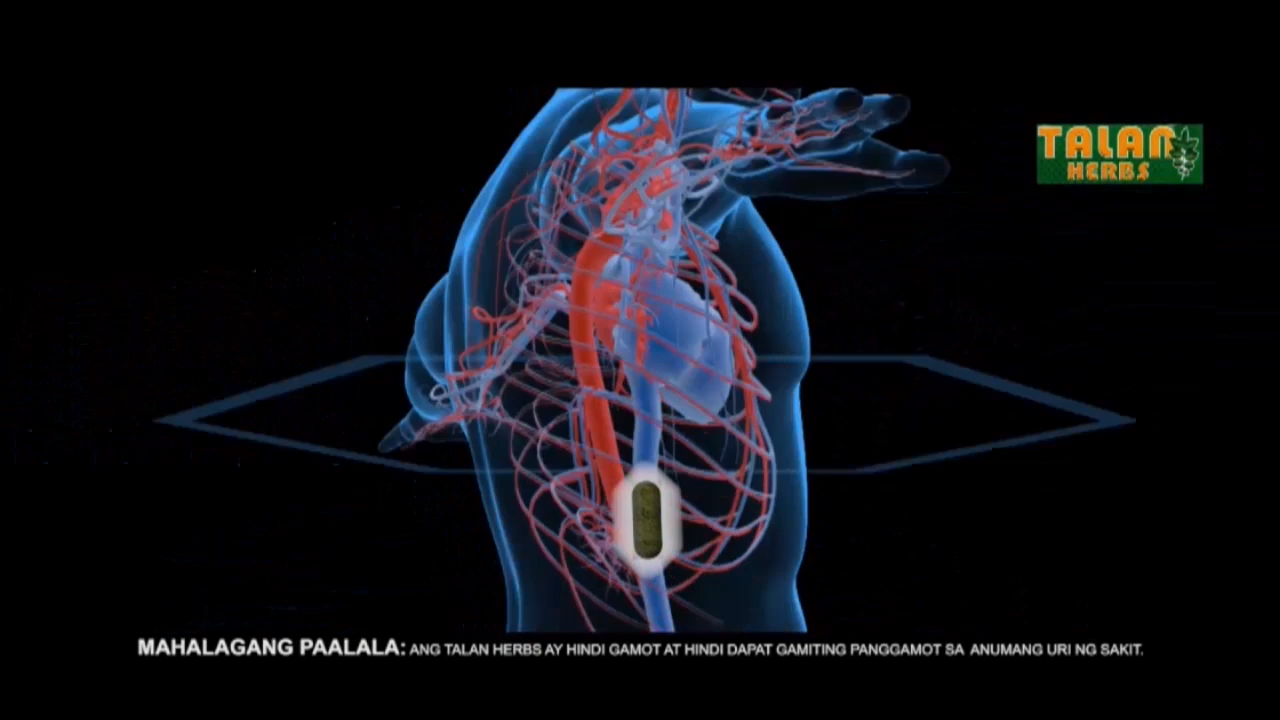 TALAN
HERBS
MAHALAGANG PAALALA: ANG TALAN HERBS AY HINDI GAMOT AT HINDI DAPAT GAMITING PANGGAMOT SA ANUMANG URI NG SAKIT.